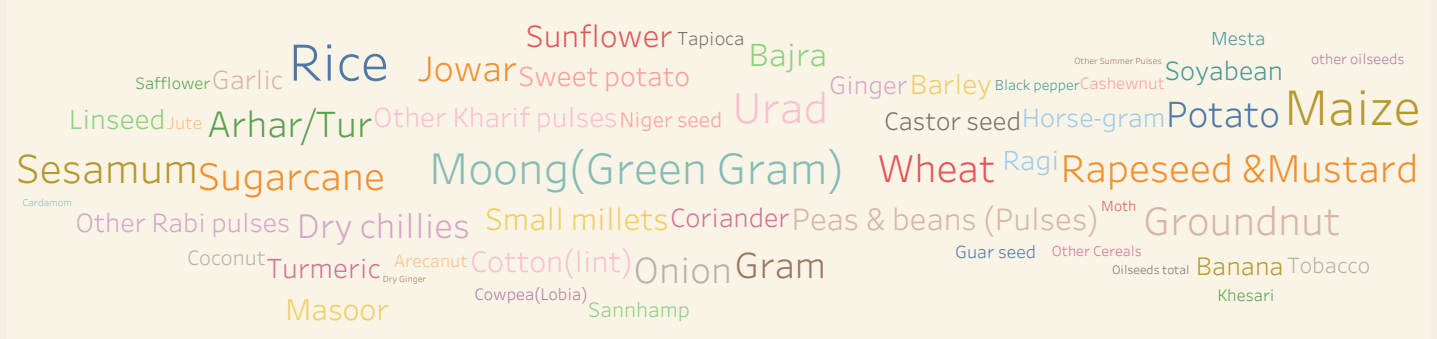 Sunflower Tapioca
Mesta
Rice Jowar Sweet potato Bajra
other oilseeds
Safflower Garlic
Other Summer Pulses
Soyabean
Ginger Barley Black pepper Cashewnut
Linseed Jute Arhar/Tur Other Kharif pulses Niger seed Urad
Castor seed Horse-gram Potato Maize
Sesamum Sugarcane Moong(Green Gram) Wheat Ragi Rapeseed &Mustard
Cardamom
Other Rabi pulses Dry chillies Small millets Coriander Peas & beans (Pulses) Moth Groundnut
Coconut Turmeric Arecanut Cotton(lint) Onion Gram
Guar seed Other Cereals
Dry Ginger
Oilseeds total Banana Tobacco
Cowpea(Lobia)
Khesari
Masoor Sannhamp